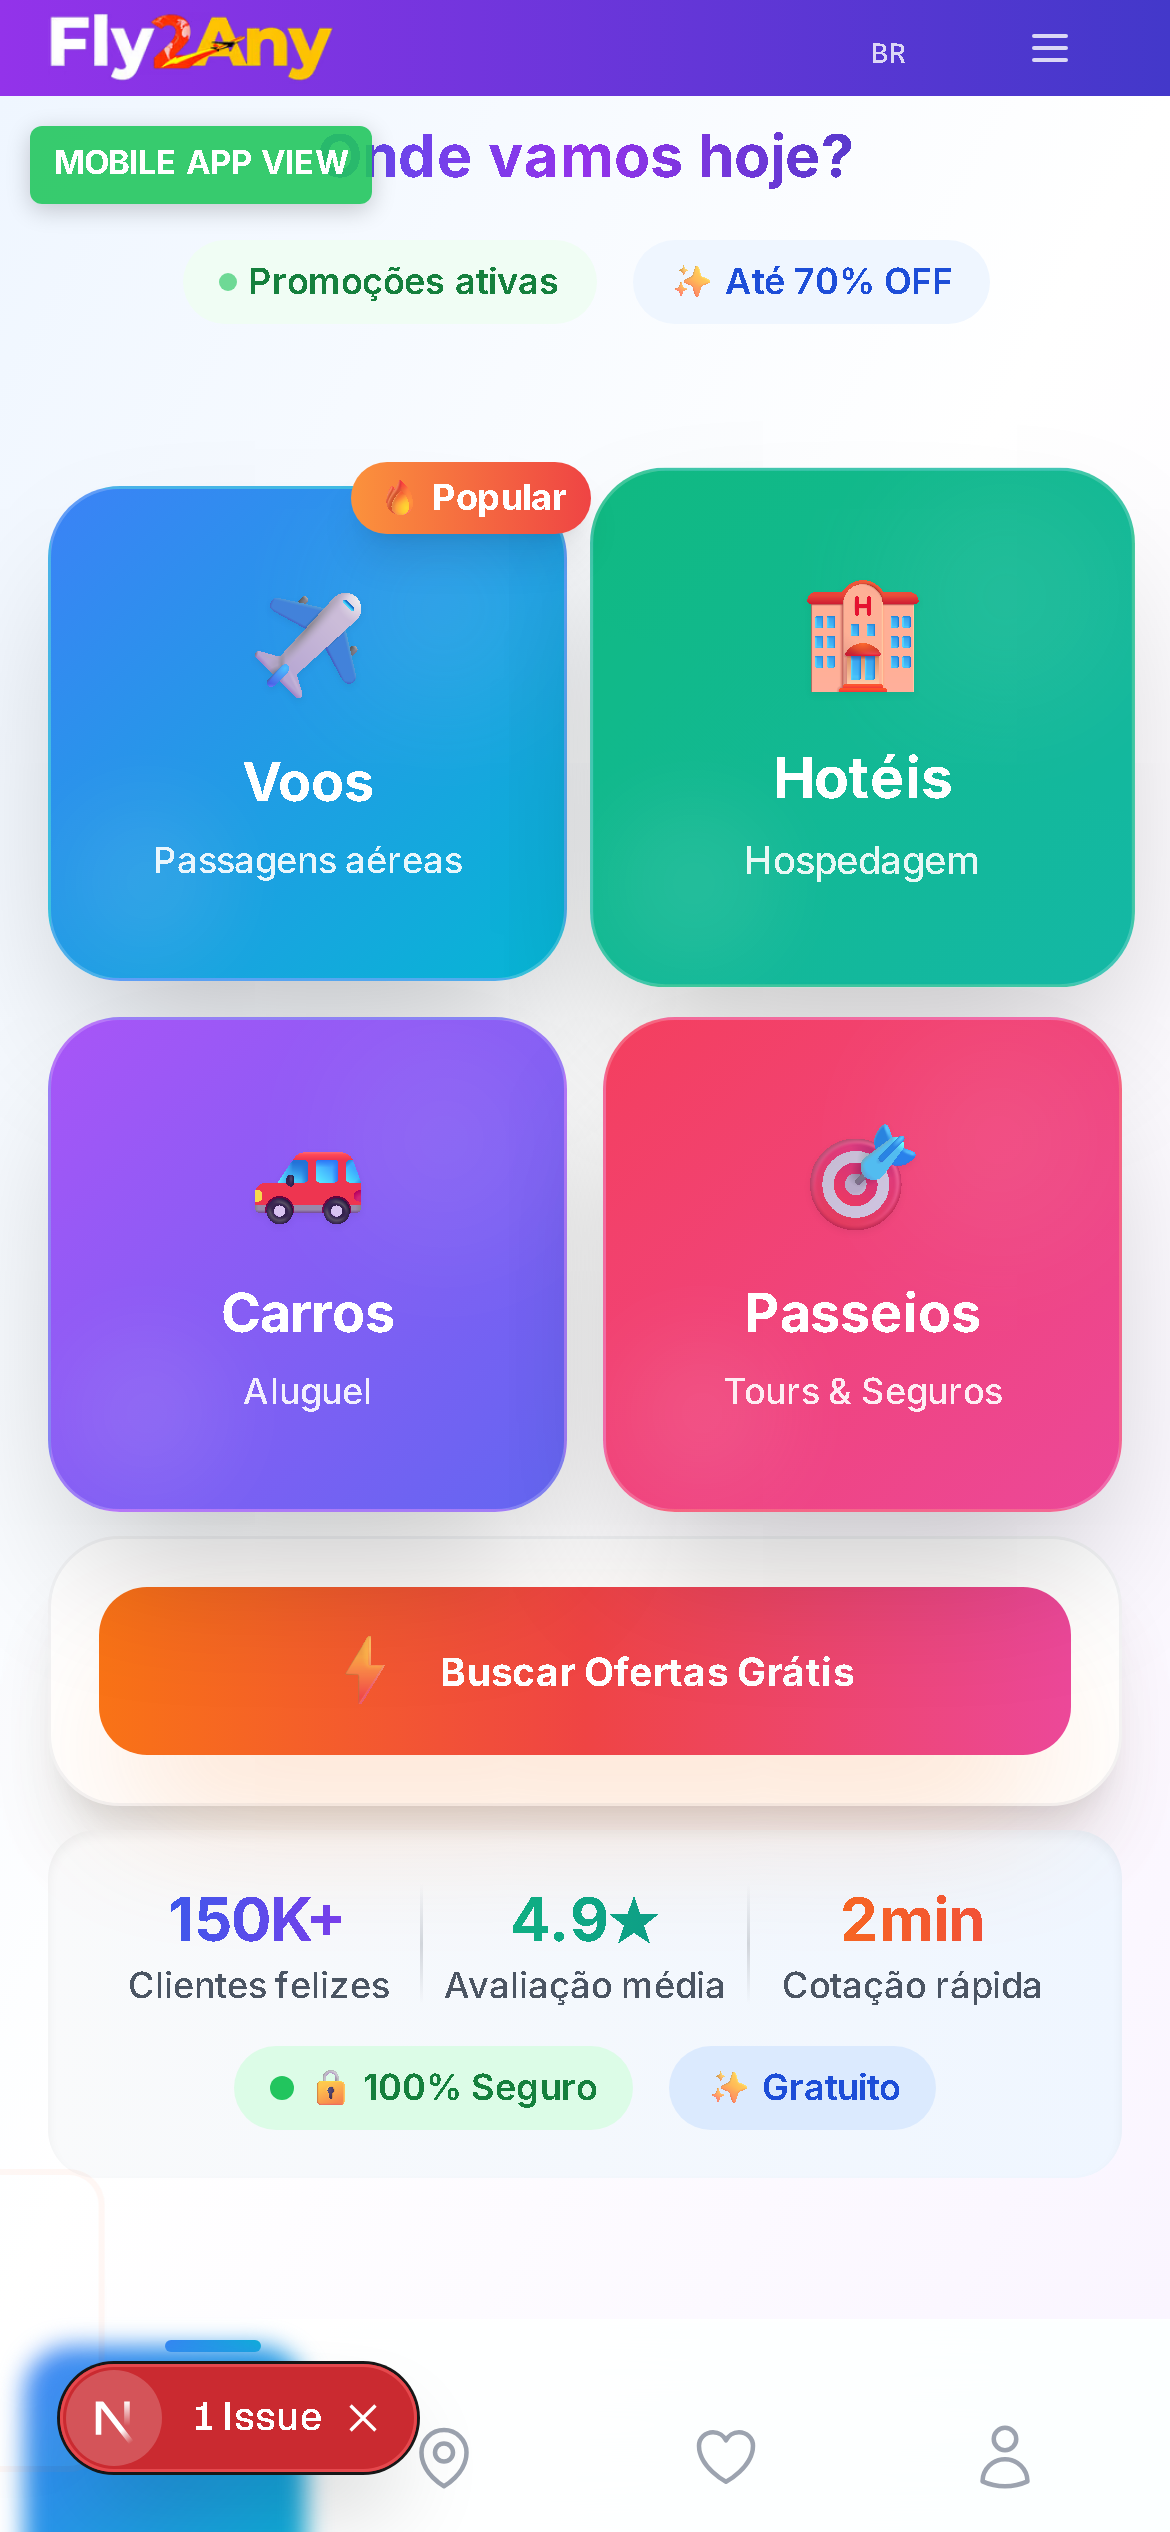 Fly2Any
BR
MOBILE APP VIEW
Onde vamos hoje?
Promoções ativas
Até 70% OFF
Popular
H
Voos
Passagens aéreas
Hotéis
Hospedagem
Carros
Aluguel
Passeios
Tours & Seguros
Buscar Ofertas Grátis
150K+
Clientes felizes
4.9★
Avaliação média
2min
Cotação rápida
100% Seguro
Gratuito
N
1 Issue